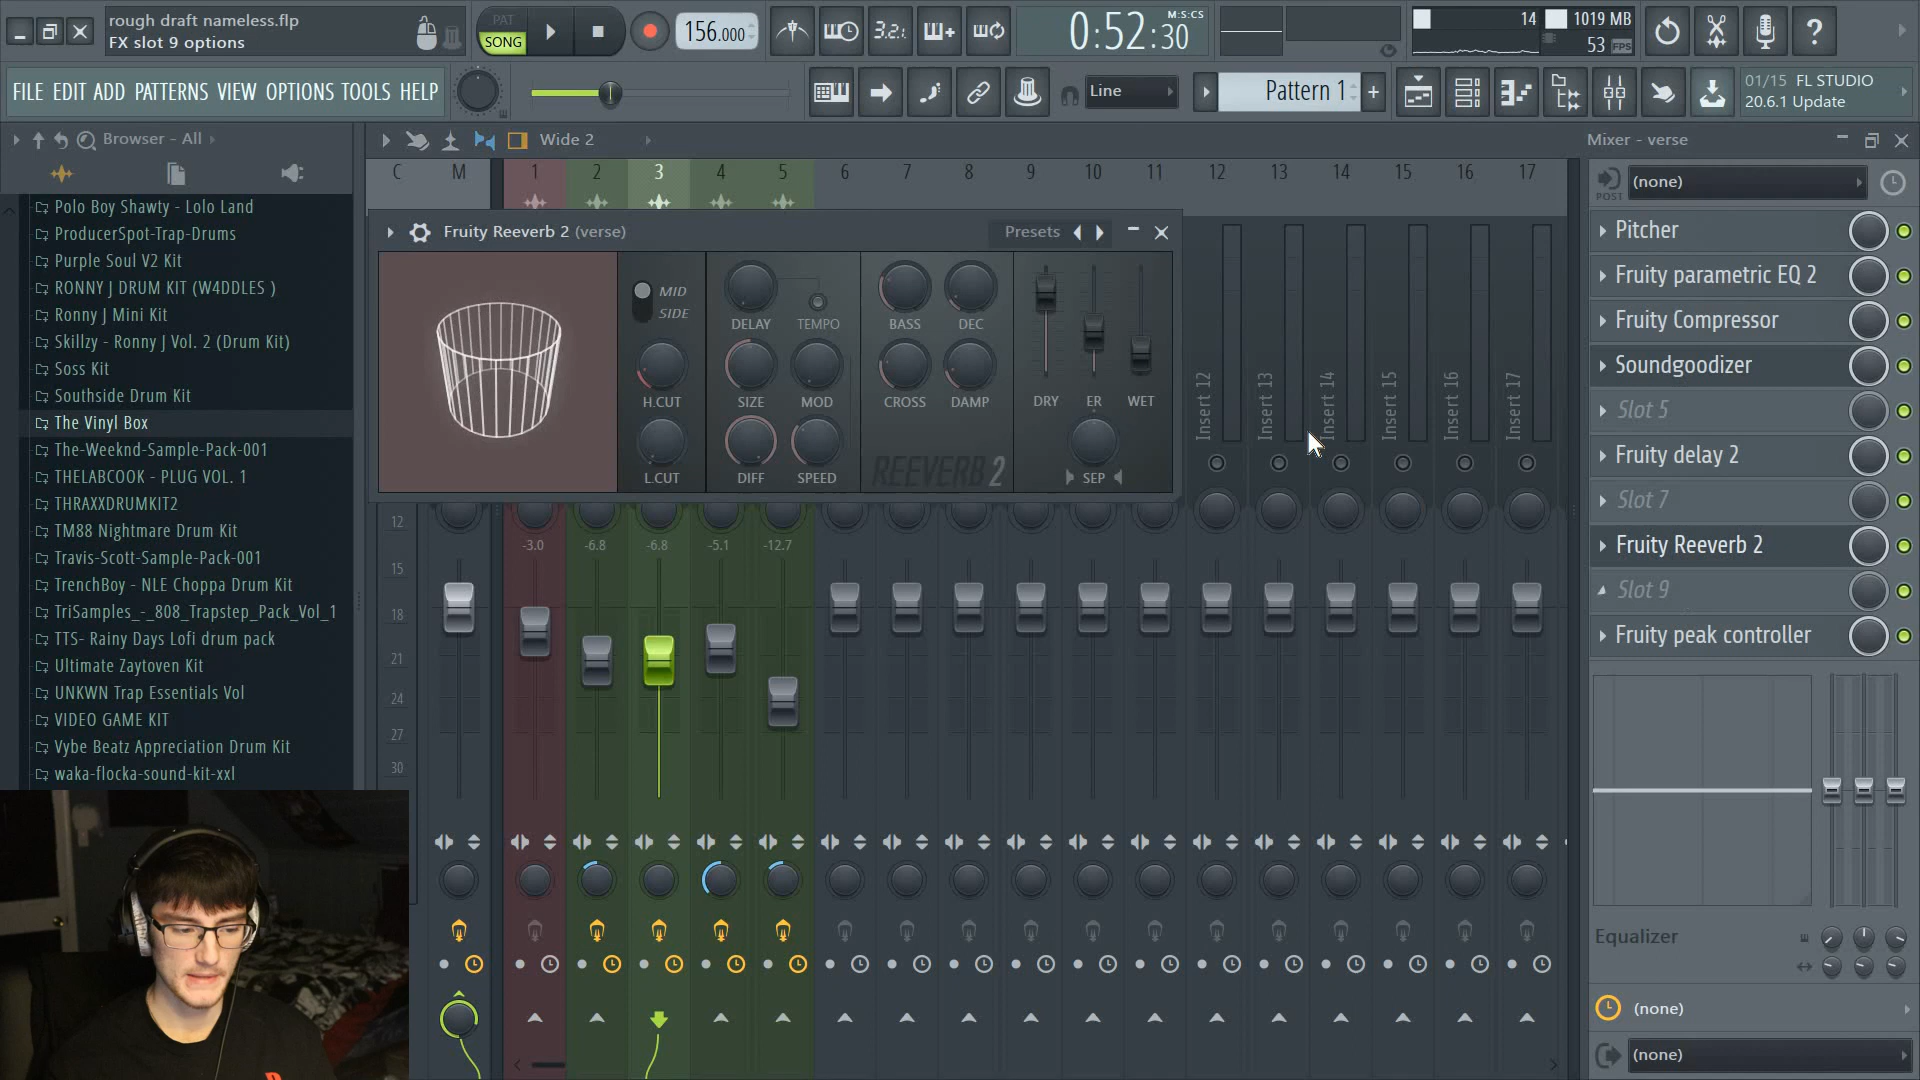 rough draft nameless.flp
FX slot 9 options
PAT
SONG
156.000
3.2.
M:S:CS
0:52:30
14
1019 MB
53 FPS
?
FILE EDIT ADD PATTERNS VIEW OPTIONS TOOLS HELP
Line
Pattern 1
+
01/15 FL STUDIO
20.6.1 Update
Browser - All
Wide 2
Mixer - verse
C M 1 2 3 4 5 6 7 8 9 10 11 12 13 14 15 16 17
POST
(none)
Polo Boy Shawty - Lolo Land
ProducerSpot-Trap-Drums
Purple Soul V2 Kit
RONNY J DRUM KIT (W4DDLES )
Ronny J Mini Kit
Skillzy - Ronny J Vol. 2 (Drum Kit)
Soss Kit
Southside Drum Kit
The Vinyl Box
The-Weeknd-Sample-Pack-001
THELABCOOK - PLUG VOL. 1
THRAXXDRUMKIT2
TM88 Nightmare Drum Kit
Travis-Scott-Sample-Pack-001
TrenchBoy - NLE Choppa Drum Kit
TriSamples_-_808_Trapstep_Pack_Vol_1
TTS- Rainy Days Lofi drum pack
Ultimate Zaytoven Kit
UNKWN Trap Essentials Vol
VIDEO GAME KIT
Vybe Beatz Appreciation Drum Kit
waka-flocka-sound-kit-xxl
Fruity Reeverb 2 (verse)
Presets
MID
SIDE
DELAY TEMPO BASS DEC
H.CUT SIZE MOD CROSS DAMP DRY ER WET
L.CUT DIFF SPEED REEVERB 2 SEP
Insert 12
Insert 13
Insert 14
Insert 15
Insert 16
Insert 17
Pitcher
Fruity parametric EQ 2
Fruity Compressor
Soundgoodizer
Slot 5
Fruity delay 2
Slot 7
Fruity Reeverb 2
Slot 9
Fruity peak controller
12
-3.0 -6.8 -6.8 -5.1 -12.7
15
18
21
24
27
30
Equalizer
(none)
(none)